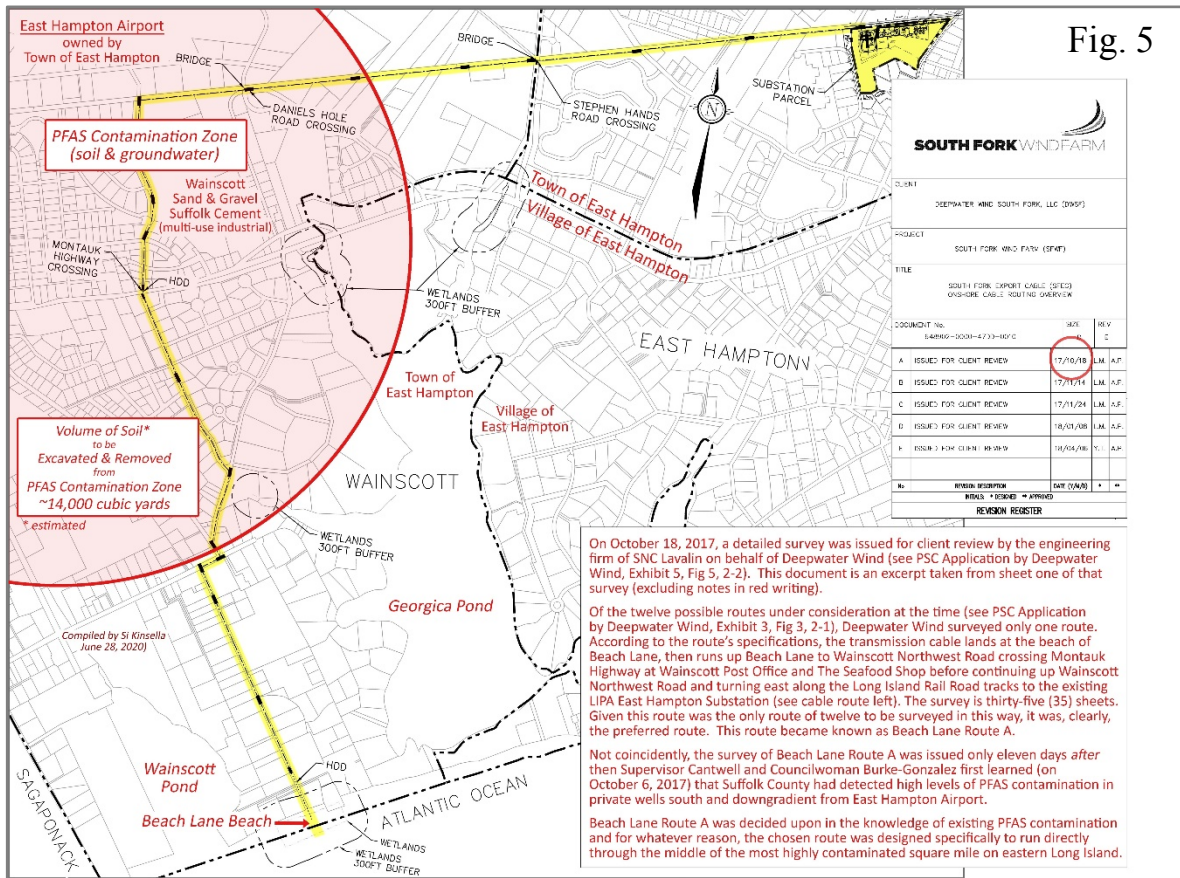 Fig. 5
East Hampton Airport
owned by
Town of East Hampton
BRIDGE
DANIELS HOLE
ROAD CROSSING
BRIDGE
STEPHEN HANDS
ROAD CROSSING
SUBSTATION
PARCEL
N
PFAS Contamination Zone
(soil & groundwater)
Wainscott
Sand & Gravel
Suffolk Cement
(multi-use industrial)
MONTAUK
HIGHWAY
CROSSING
HDD
Town of East Hampton
Village of East Hampton
WETLANDS
300FT BUFFER
EAST HAMPTON
Town of
East Hampton
Village of
East Hampton
Volume of Soil*
to be
Excavated & Removed
from
PFAS Contamination Zone
~14,000 cubic yards
* estimated
WAINSCOTT
WETLANDS
300FT BUFFER
Georgica Pond
Compiled by Si Kinsella
June 28, 2020)
Wainscott
Pond
HDD
SAGAPONACK
Beach Lane Beach
ATLANTIC OCEAN
WETLANDS
WETLANDS
300FT BUFFER
SOUTH FORK WINDFARM
CLIENT
DEEPWATER WIND SOUTH FORK, LLC (DWSF)
PROJECT
SOUTH FORK WIND FARM (SFWF)
TITLE
SOUTH FORK EXPORT CABLE (SFEC)
ONSHORE CABLE ROUTING OVERVIEW
DOCUMENT No. SIZE REV
A ISSUED FOR CLIENT REVIEW 17/10/18 L.M. A.P.
B ISSUED FOR CLIENT REVIEW 17/11/14 L.M. A.P.
C ISSUED FOR CLIENT REVIEW 17/11/24 L.M. A.P.
D ISSUED FOR CLIENT REVIEW 18/01/08 L.M. A.P.
ISSUED FOR CLIENT REVIEW 18/04/06 A.P.
No REVISION DESCRIPTION DATE (Y/M/D) * **
INITIALS: * DESIGNED ** APPROVED
REVISION REGISTER
On October 18, 2017, a detailed survey was issued for client review by the engineering
firm of SNC Lavalin on behalf of Deepwater Wind (see PSC Application by Deepwater
Wind, Exhibit 5, Fig 5, 2-2). This document is an excerpt taken from sheet one of that
survey (excluding notes in red writing).
Of the twelve possible routes under consideration at the time (see PSC Application
by Deepwater Wind, Exhibit 3, Fig 3, 2-1), Deepwater Wind surveyed only one route.
According to the route's specifications, the transmission cable lands at the beach of
Beach Lane, then runs up Beach Lane to Wainscott Northwest Road crossing Montauk
Highway at Wainscott Post Office and The Seafood Shop before continuing up Wainscott
Northwest Road and turning east along the Long Island Rail Road tracks to the existing
LIPA East Hampton Substation (see cable route left). The survey is thirty-five (35) sheets.
Given this route was the only route of twelve to be surveyed in this way, it was, clearly,
the preferred route. This route became known as Beach Lane Route A.
Not coincidently, the survey of Beach Lane Route A was issued only eleven days after
then Supervisor Cantwell and Councilwoman Burke-Gonzalez first learned (on
October 6, 2017) that Suffolk County had detected high levels of PFAS contamination in
private wells south and downgradient from East Hampton Airport.
Beach Lane Route A was decided upon in the knowledge of existing PFAS contamination
and for whatever reason, the chosen route was designed specifically to run directly
through the middle of the most highly contaminated square mile on eastern Long Island.